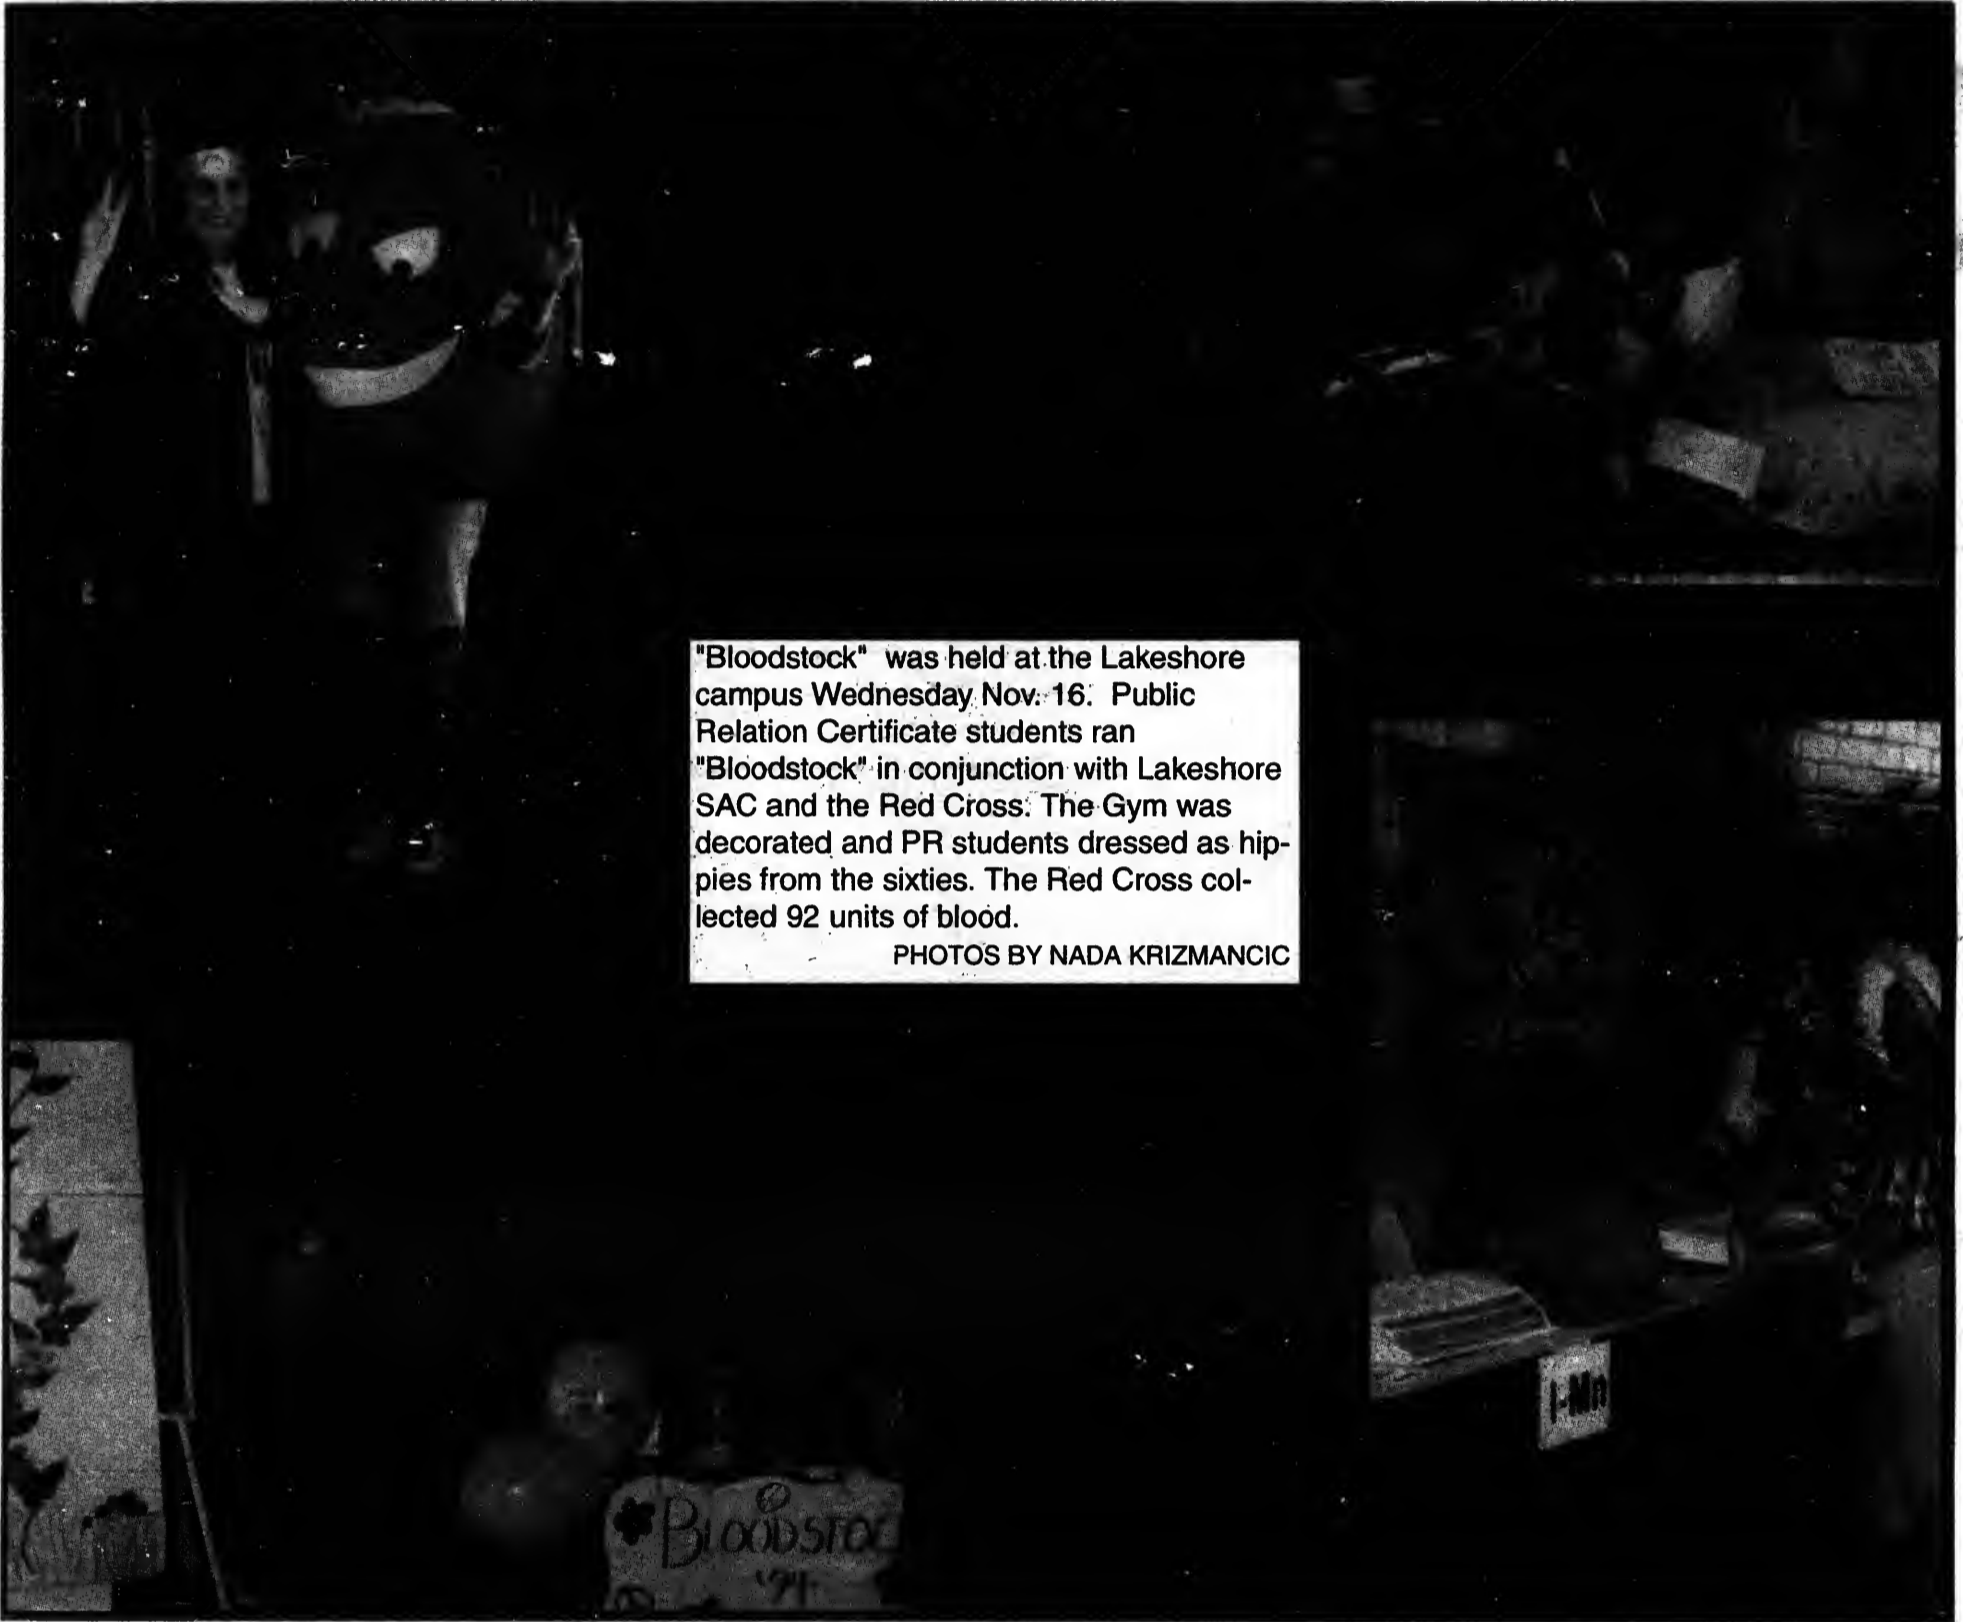 "Bloodstock" was held at the Lakeshore
campus Wednesday Nov. 16. Public
Relation Certificate students ran
"Bloodstock" in conjunction with Lakeshore
SAC and the Red Cross. The Gym was
decorated and PR students dressed as hip-
pies from the sixties. The Red Cross col-
lected 92 units of blood.
PHOTOS BY NADA KRIZMANCIC
BLOODSTOC
'94